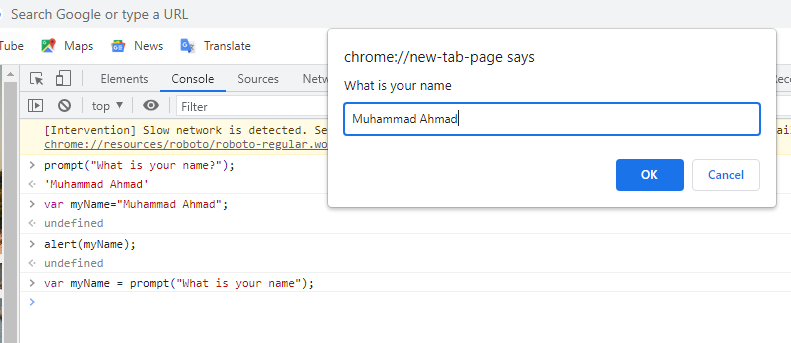 Search Google or type a URL
Tube Maps News Translate
chrome://new-tab-page says
What is your name
Muhammad Ahmad
OK Cancel
Elements Console Sources
top Filter
[Intervention] Slow network is detected. Se
chrome://resources/roboto/roboto-regular.wo
> prompt("What is your name?");
'Muhammad Ahmad'
> var myName="Muhammad Ahmad";
undefined
> alert(myName);
undefined
> var myName = prompt("What is your name");
>